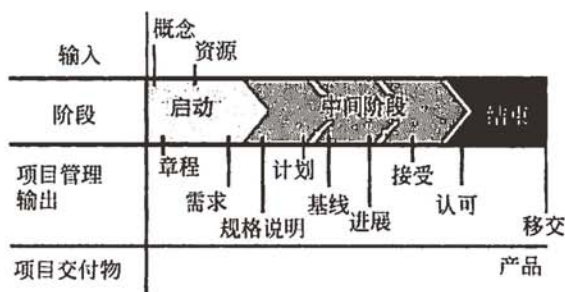 概念
输入
资源
阶段
启动
中间阶段
结束
项目管理
输出
章程
需求
规格说明
计划
基线
进展
接受
认可
移交
项目交付物
产品